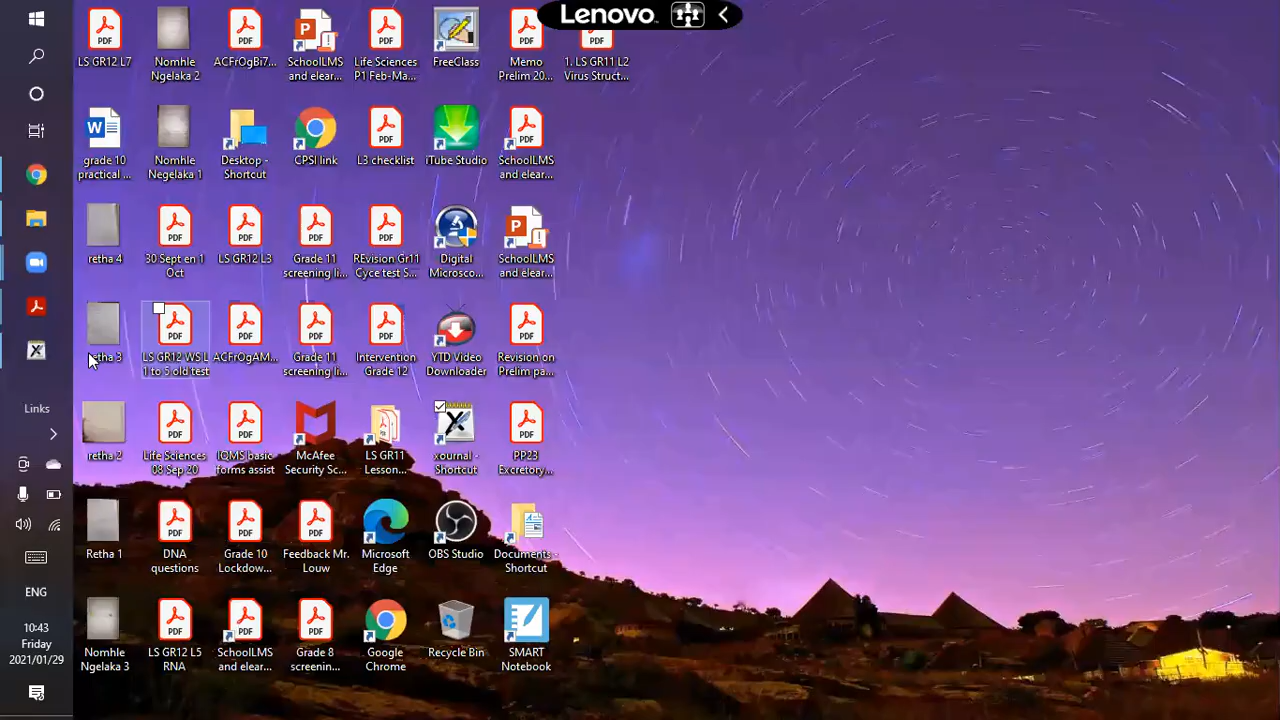 Lenovo
LS GR12 L7
Nomhle
Ngelaka 2
ACFrOgBi7...
SchoolLMS
and elear...
Life Sciences
P1 Feb-Ma...
FreeClass
Memo
Prelim 20...
1. LS GR11 L2
Virus Struct...
grade 10
practical ...
Nomhle
Negelaka 1
Desktop -
Shortcut
CPSI link
L3 checklist
iTube Studio
SchoolLMS
and elear...
retha 4
30 Sept en 1
Oct
LS GR12 L3
Grade 11
screening li...
REvision Gr11
Cyce test S...
Digital
Microsco...
SchoolLMS
and elear...
retha 3
LS GR12 WS L
1 to 5 old test
ACFrOgAM...
Grade 11
screening li...
Intervention
Grade 12
YTD Video
Downloader
Revision on
Prelim pa...
retha 2
Life Sciences
08 Sep 20
IQMS basic
forms assist
McAfee
Security Sc...
LS GR11
Lesson...
xournal -
Shortcut
PP23
Excretory...
Retha 1
DNA
questions
Grade 10
Lockdow...
Feedback Mr.
Louw
Microsoft
Edge
OBS Studio
Documents -
Shortcut
Nomhle
Ngelaka 3
LS GR12 L5
RNA
SchoolLMS
and elear...
Grade 8
screenin...
Google
Chrome
Recycle Bin
SMART
Notebook
Links
ENG
10:43
Friday
2021/01/29